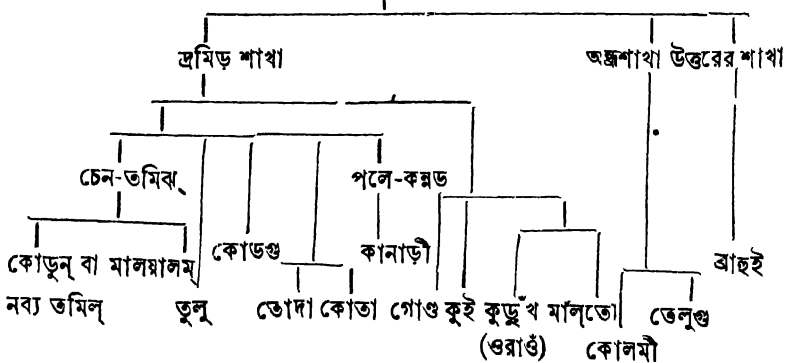 দ্রমিড় শাখা অন্ধ্রশাখা উত্তরের শাখা
চেন-তমিঝ্ পলে-কন্নড
কোডুন্ বা মালয়ালম্ কোডগু কানাড়ী ব্রাহুই
নব্য তমিল্ তুলু তোদা কোতা গোণ্ড কুই কুড়ুঁখ মাল্‌তো তেলুগু
(ওরাওঁ) কোলমী